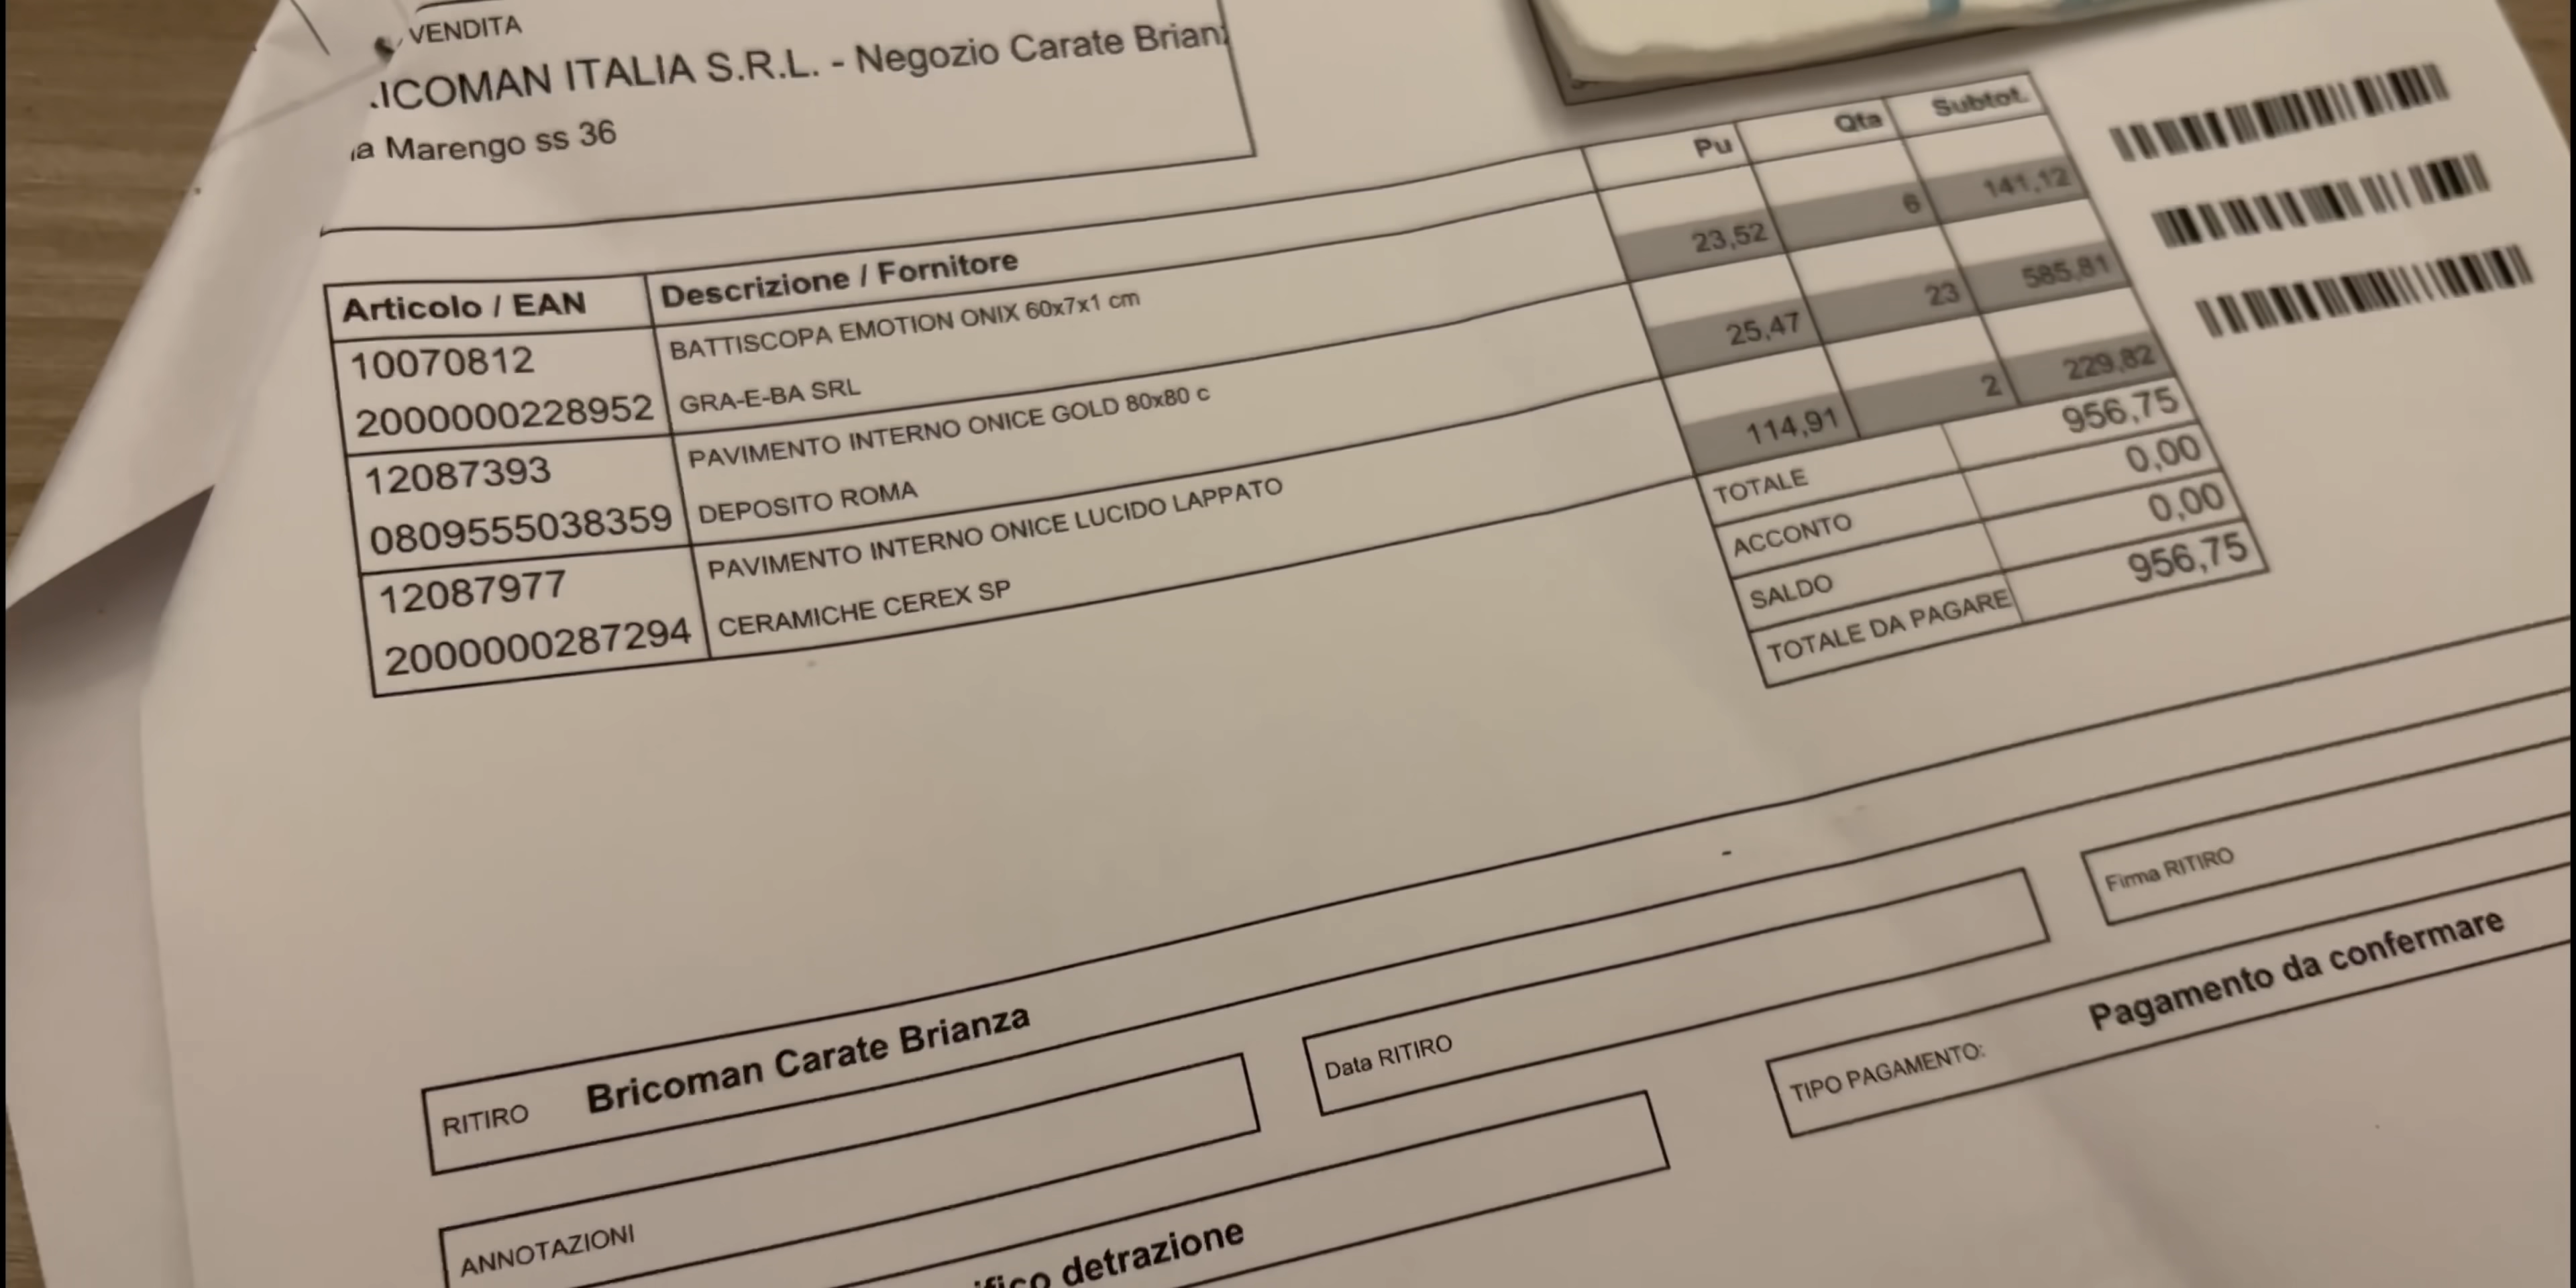 VENDITA
ICOMAN ITALIA S.R.L. - Negozio Carate Brian
a Marengo ss 36
Articolo / EAN Descrizione / Fornitore Pu Qta Subtot.
10070812 BATTISCOPA EMOTION ONIX 60x7x1 cm
2000000228952 GRA-E-BA SRL 23,52 6 141,12
12087393 PAVIMENTO INTERNO ONICE GOLD 80x80 c
0809555038359 DEPOSITO ROMA 25,47 23 585,81
12087977 PAVIMENTO INTERNO ONICE LUCIDO LAPPATO
2000000287294 CERAMICHE CEREX SP 114,91 2 229,82
TOTALE 956,75
ACCONTO 0,00
SALDO 0,00
TOTALE DA PAGARE 956,75
RITIRO Bricoman Carate Brianza
Data RITIRO
Firma RITIRO
ANNOTAZIONI
TIPO PAGAMENTO: Pagamento da confermare
ifico detrazione